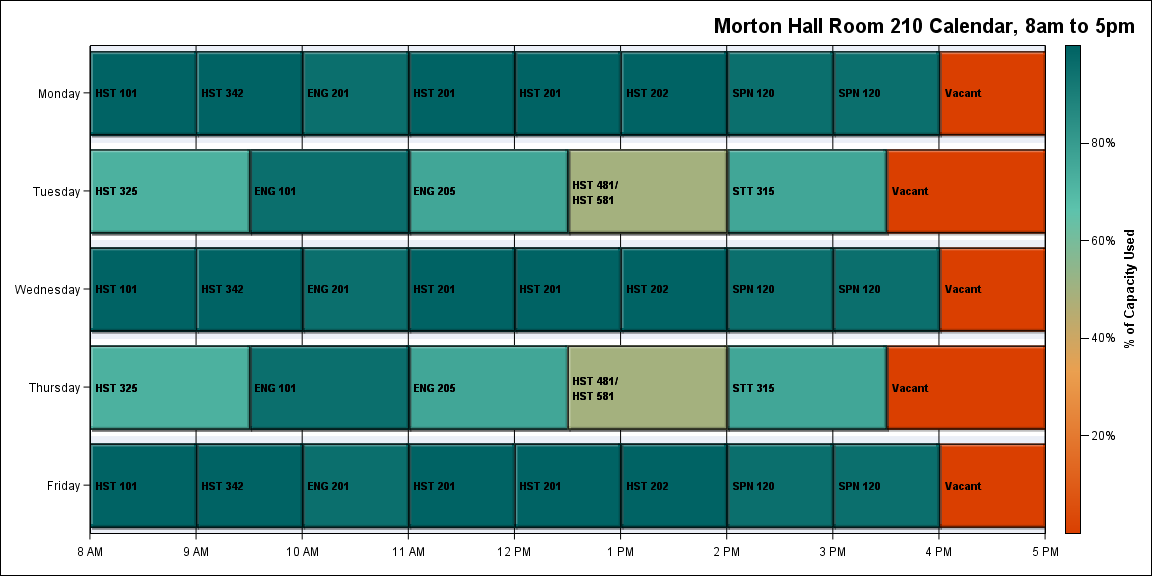 Morton Hall Room 210 Calendar, 8am to 5pm
Monday
HST 101
HST 342
ENG 201
HST 201
HST 201
HST 202
SPN 120
SPN 120
Vacant
Tuesday
HST 325
ENG 101
ENG 205
HST 481/
HST 581
STT 315
Vacant
Wednesday
HST 101
HST 342
ENG 201
HST 201
HST 201
HST 202
SPN 120
SPN 120
Vacant
Thursday
HST 325
ENG 101
ENG 205
HST 481/
HST 581
STT 315
Vacant
Friday
HST 101
HST 342
ENG 201
HST 201
HST 201
HST 202
SPN 120
SPN 120
Vacant
8 AM
9 AM
10 AM
11 AM
12 PM
1 PM
2 PM
3 PM
4 PM
5 PM
80%
60%
40%
20%
% of Capacity Used